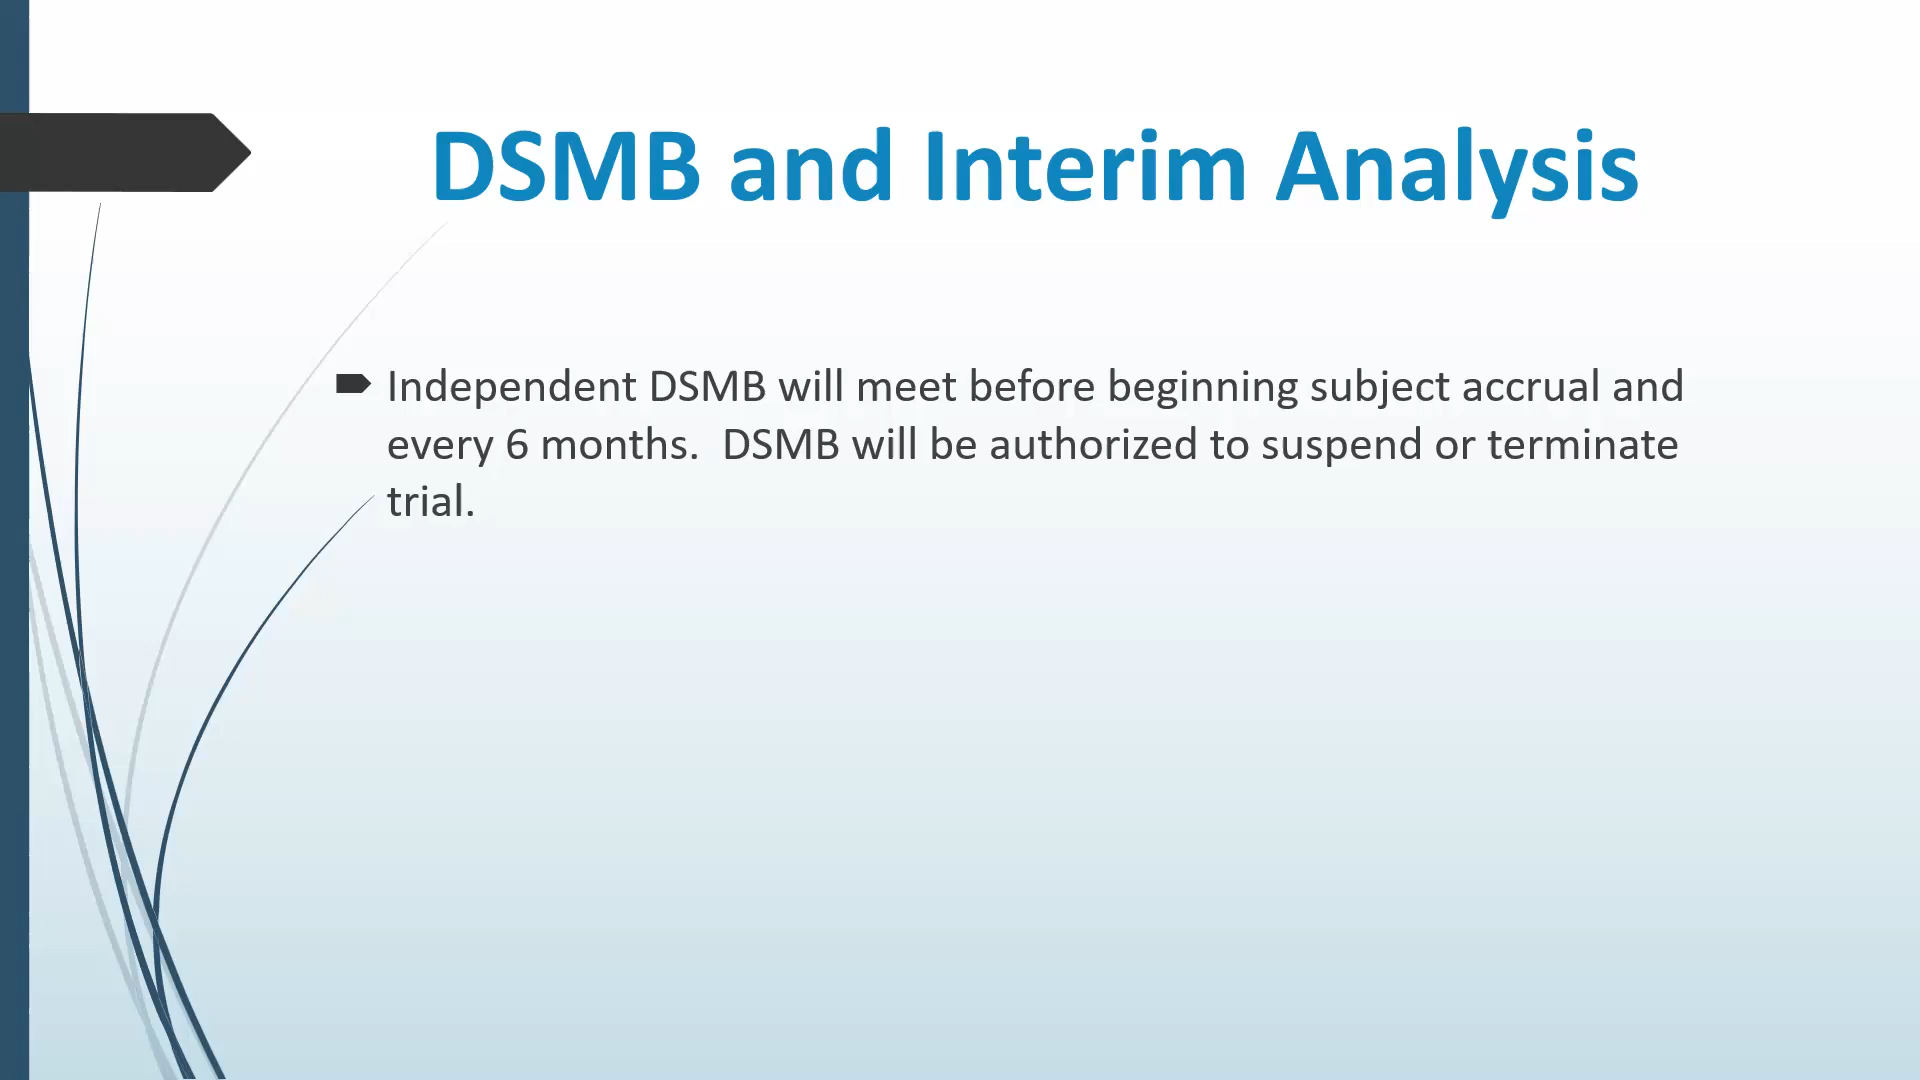 DSMB and Interim Analysis
Independent DSMB will meet before beginning subject accrual and
every 6 months.  DSMB will be authorized to suspend or terminate
trial.